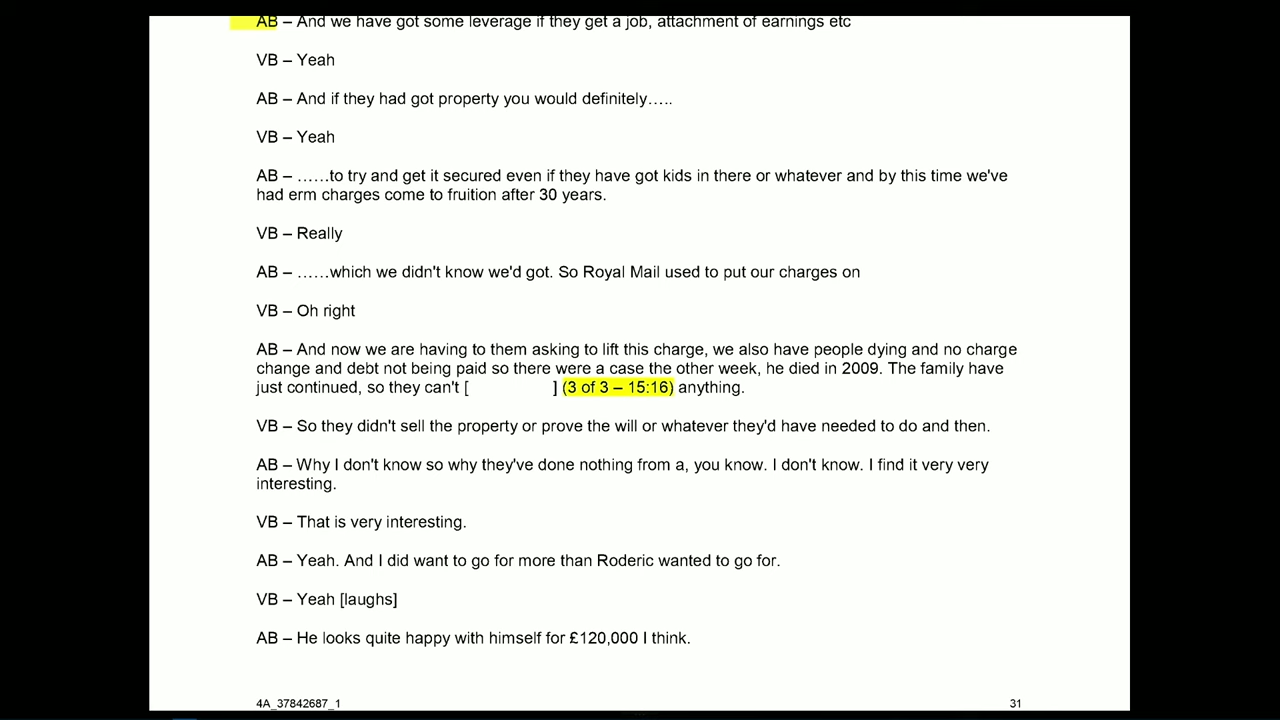 AB – And we have got some leverage if they get a job, attachment of earnings etc
VB – Yeah
AB – And if they had got property you would definitely…..
VB – Yeah
AB – ……to try and get it secured even if they have got kids in there or whatever and by this time we've
had erm charges come to fruition after 30 years.
VB – Really
AB – ……which we didn't know we'd got. So Royal Mail used to put our charges on
VB – Oh right
AB – And now we are having to them asking to lift this charge, we also have people dying and no charge
change and debt not being paid so there were a case the other week, he died in 2009. The family have
just continued, so they can't [ ] (3 of 3 – 15:16) anything.
VB – So they didn't sell the property or prove the will or whatever they'd have needed to do and then.
AB – Why I don't know so why they've done nothing from a, you know. I don't know. I find it very very
interesting.
VB – That is very interesting.
AB – Yeah. And I did want to go for more than Roderic wanted to go for.
VB – Yeah [laughs]
AB – He looks quite happy with himself for £120,000 I think.
4A_37842687_1 31